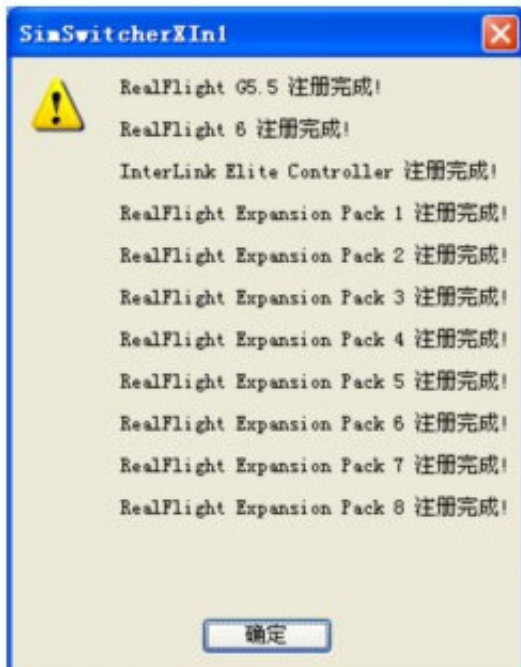 SimSwitcherXIn1
RealFlight G5.5 注册完成!
RealFlight 6 注册完成!
InterLink Elite Controller 注册完成!
RealFlight Expansion Pack 1 注册完成!
RealFlight Expansion Pack 2 注册完成!
RealFlight Expansion Pack 3 注册完成!
RealFlight Expansion Pack 4 注册完成!
RealFlight Expansion Pack 5 注册完成!
RealFlight Expansion Pack 6 注册完成!
RealFlight Expansion Pack 7 注册完成!
RealFlight Expansion Pack 8 注册完成!
确定